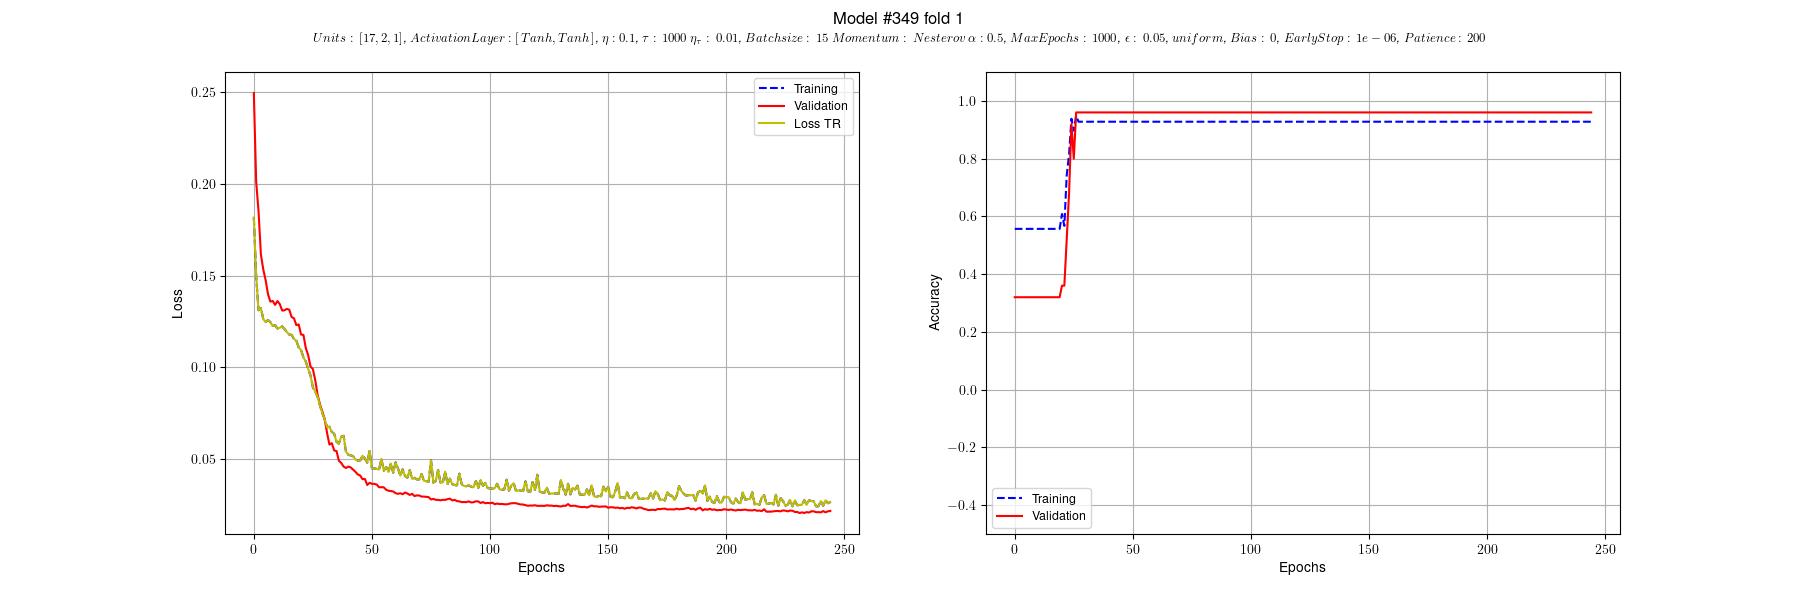 Model #349 fold 1
Units : [17, 2, 1], ActivationLayer : [Tanh, Tanh], η : 0.1, τ : 1000 ητ : 0.01, Batchsize : 15 Momentum : Nesterov α : 0.5, MaxEpochs : 1000, ϵ : 0.05, uniform, Bias : 0, EarlyStop : 1e − 06, Patience : 200
0.25
0.20
0.15
0.10
0.05
Loss
Training
Validation
Loss TR
0 50 100 150 200 250
Epochs
1.0
0.8
0.6
0.4
0.2
0.0
−0.2
−0.4
Accuracy
Training
Validation
0 50 100 150 200 250
Epochs